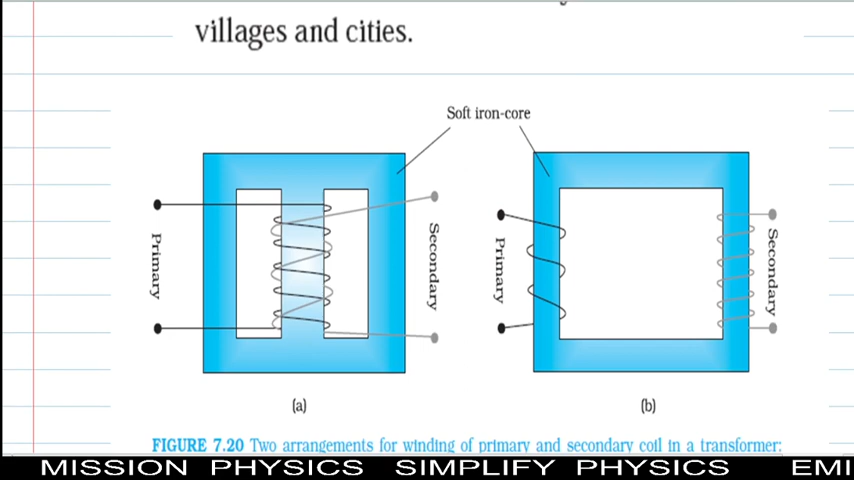 villages and cities.
Soft iron-core
Primary
Secondary
Primary
Secondary
(a)
(b)
FIGURE 7.20 Two arrangements for winding of primary and secondary coil in a transformer:
MISSION PHYSICS SIMPLIFY PHYSICS EMI